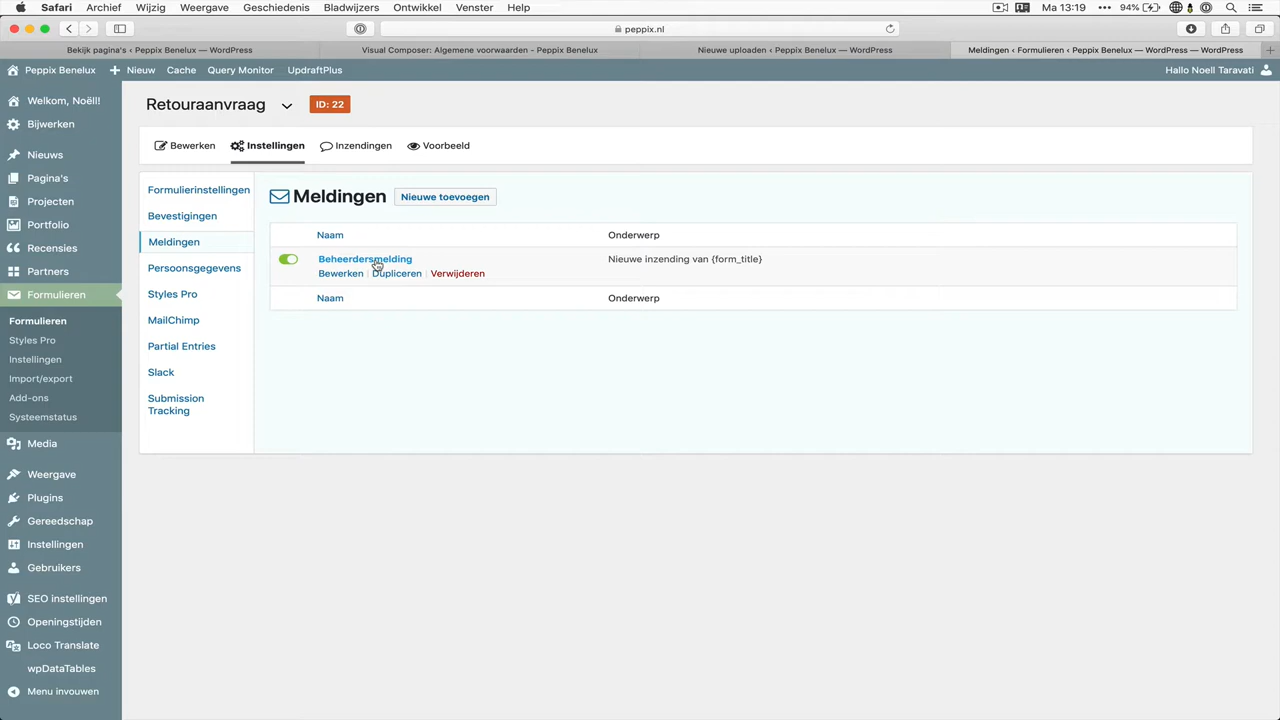 Safari Archief Wijzig Weergave Geschiedenis Bladwijzers Ontwikkel Venster Help Ma 13:19 94%
peppix.nl
Bekijk pagina's ‹ Peppix Benelux — WordPress Visual Composer: Algemene voorwaarden - Peppix Benelux Nieuwe uploaden ‹ Peppix Benelux — WordPress Meldingen ‹ Formulieren ‹ Peppix Benelux — WordPress — WordPress
Peppix Benelux Nieuw Cache Query Monitor UpdraftPlus Hallo Noell Taravati
Welkom, Noëll!
Bijwerken
Nieuws
Pagina's
Projecten
Portfolio
Recensies
Partners
Formulieren
Formulieren
Styles Pro
Instellingen
Import/export
Add-ons
Systeemstatus
Media
Weergave
Plugins
Gereedschap
Instellingen
Gebruikers
SEO instellingen
Openingstijden
Loco Translate
wpDataTables
Menu invouwen
Retouraanvraag ID: 22
Bewerken Instellingen Inzendingen Voorbeeld
Formulierinstellingen
Bevestigingen
Meldingen
Persoonsgegevens
Styles Pro
MailChimp
Partial Entries
Slack
Submission
Tracking
Meldingen Nieuwe toevoegen
Naam Onderwerp
Beheerdersmelding Nieuwe inzending van {form_title}
Bewerken | Dupliceren | Verwijderen
Naam Onderwerp